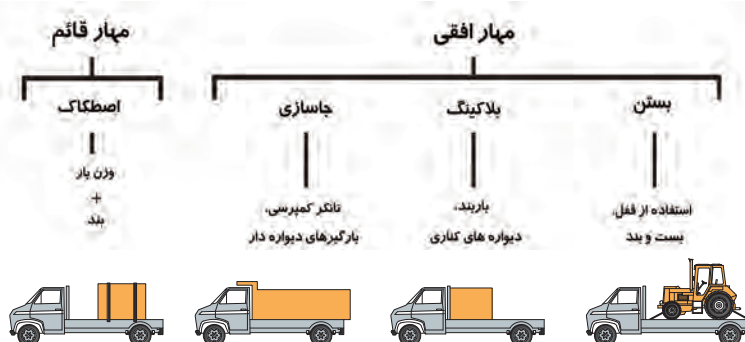 مهار افقی
مهار قائم
بستن
بلاکینگ
جاسازی
اصطکاک
استفاده از قفل،
بست و بند
باربند،
دیواره های کناری
تانکر کمپرسی،
بارگیرهای دیواره دار
وزن بار
+
بند